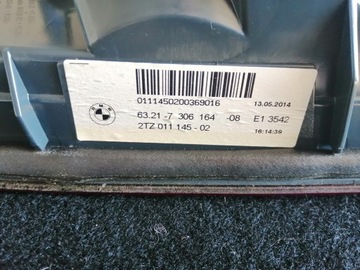 0111450200369016 13.05.2014
63.21-7 306 164 -08 E1 3542
2TZ 011 145-02 16:14:39